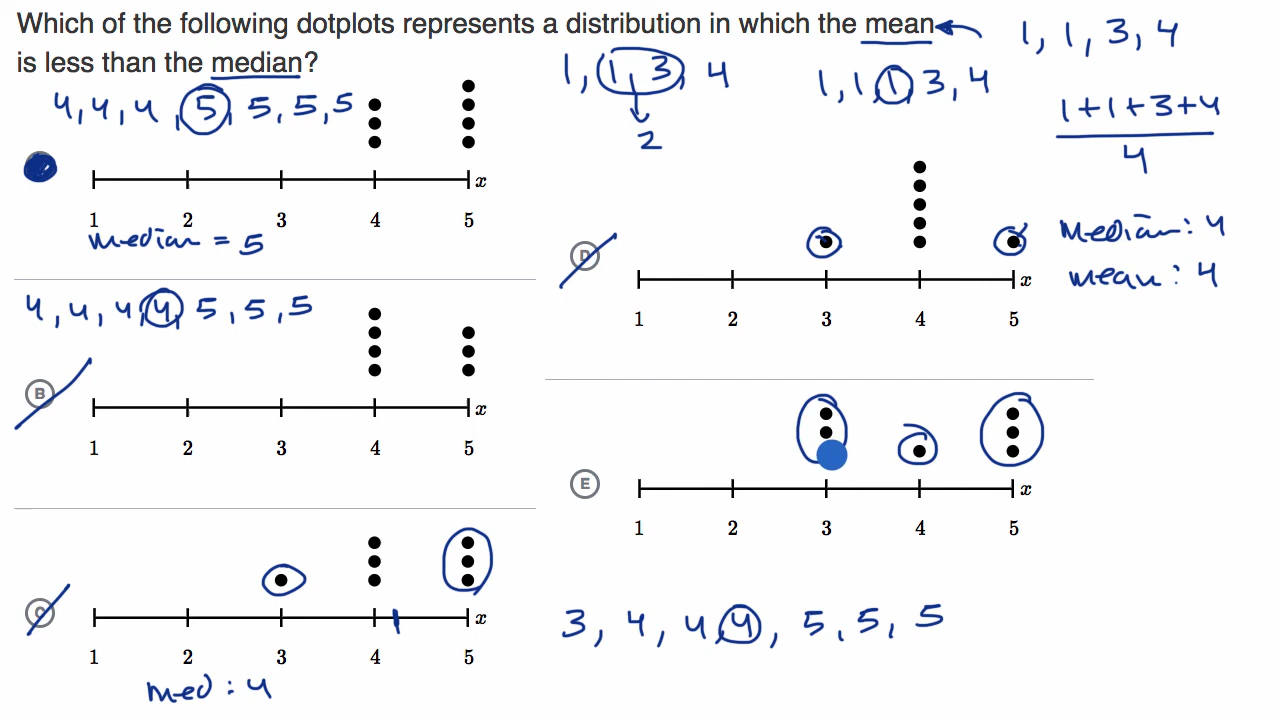 Which of the following dotplots represents a distribution in which the mean
is less than the median?
1, 1, 3, 4
1, 1, 3, 4
2
1, 1, 1, 3, 4
1+1+3+4
4
4, 4, 4, 5, 5, 5, 5
x
1 2 3 4 5
median = 5
4, 4, 4, 4, 5, 5, 5
B
x
1 2 3 4 5
C
x
1 2 3 4 5
med : 4
D
x
1 2 3 4 5
Median : 4
mean : 4
E
x
1 2 3 4 5
3, 4, 4, 4, 5, 5, 5